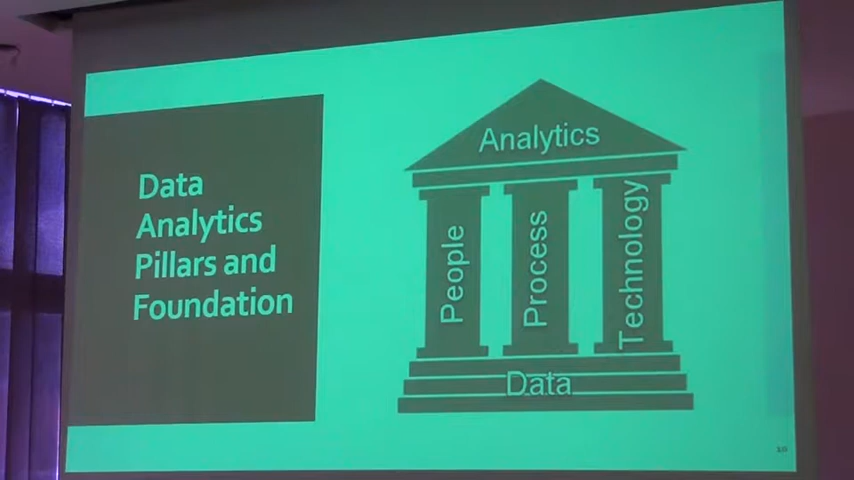 Data
Analytics
Pillars and
Foundation
Analytics
People
Process
Technology
Data